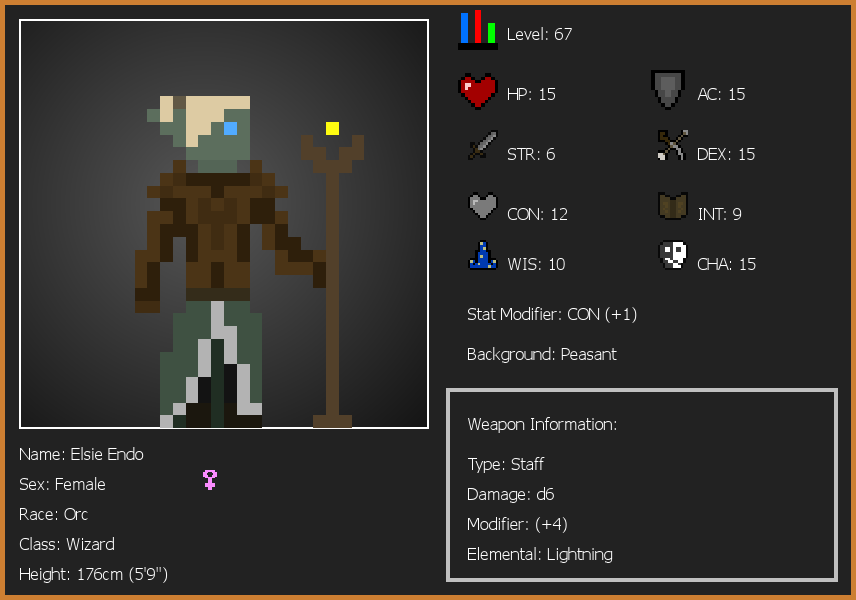 Level: 67
HP: 15
AC: 15
STR: 6
DEX: 15
CON: 12
INT: 9
WIS: 10
CHA: 15
Stat Modifier: CON (+1)
Background: Peasant
Weapon Information:
Type: Staff
Damage: d6
Modifier: (+4)
Elemental: Lightning
Name: Elsie Endo
Sex: Female
Race: Orc
Class: Wizard
Height: 176cm (5'9")